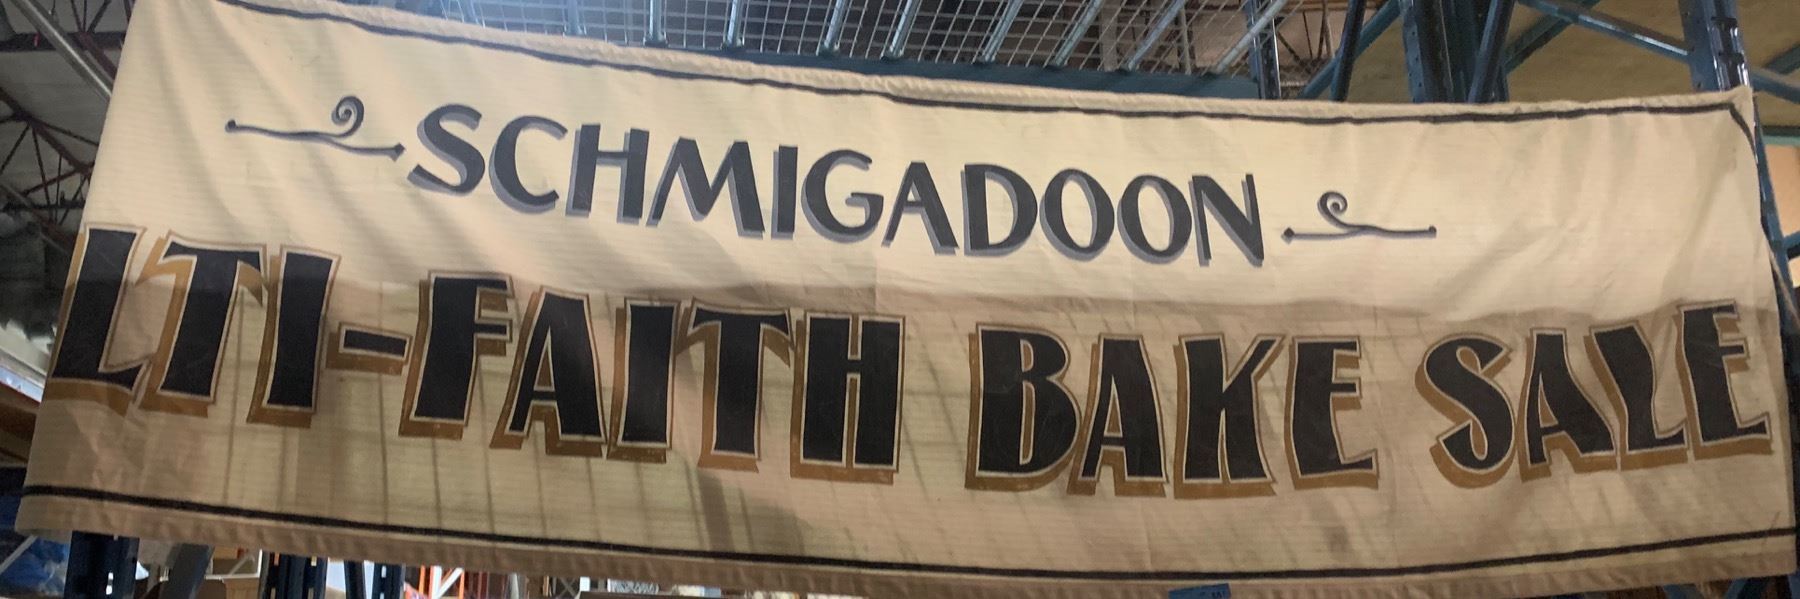 SCHMIGADOON
LTI-FAITH BAKE SALE